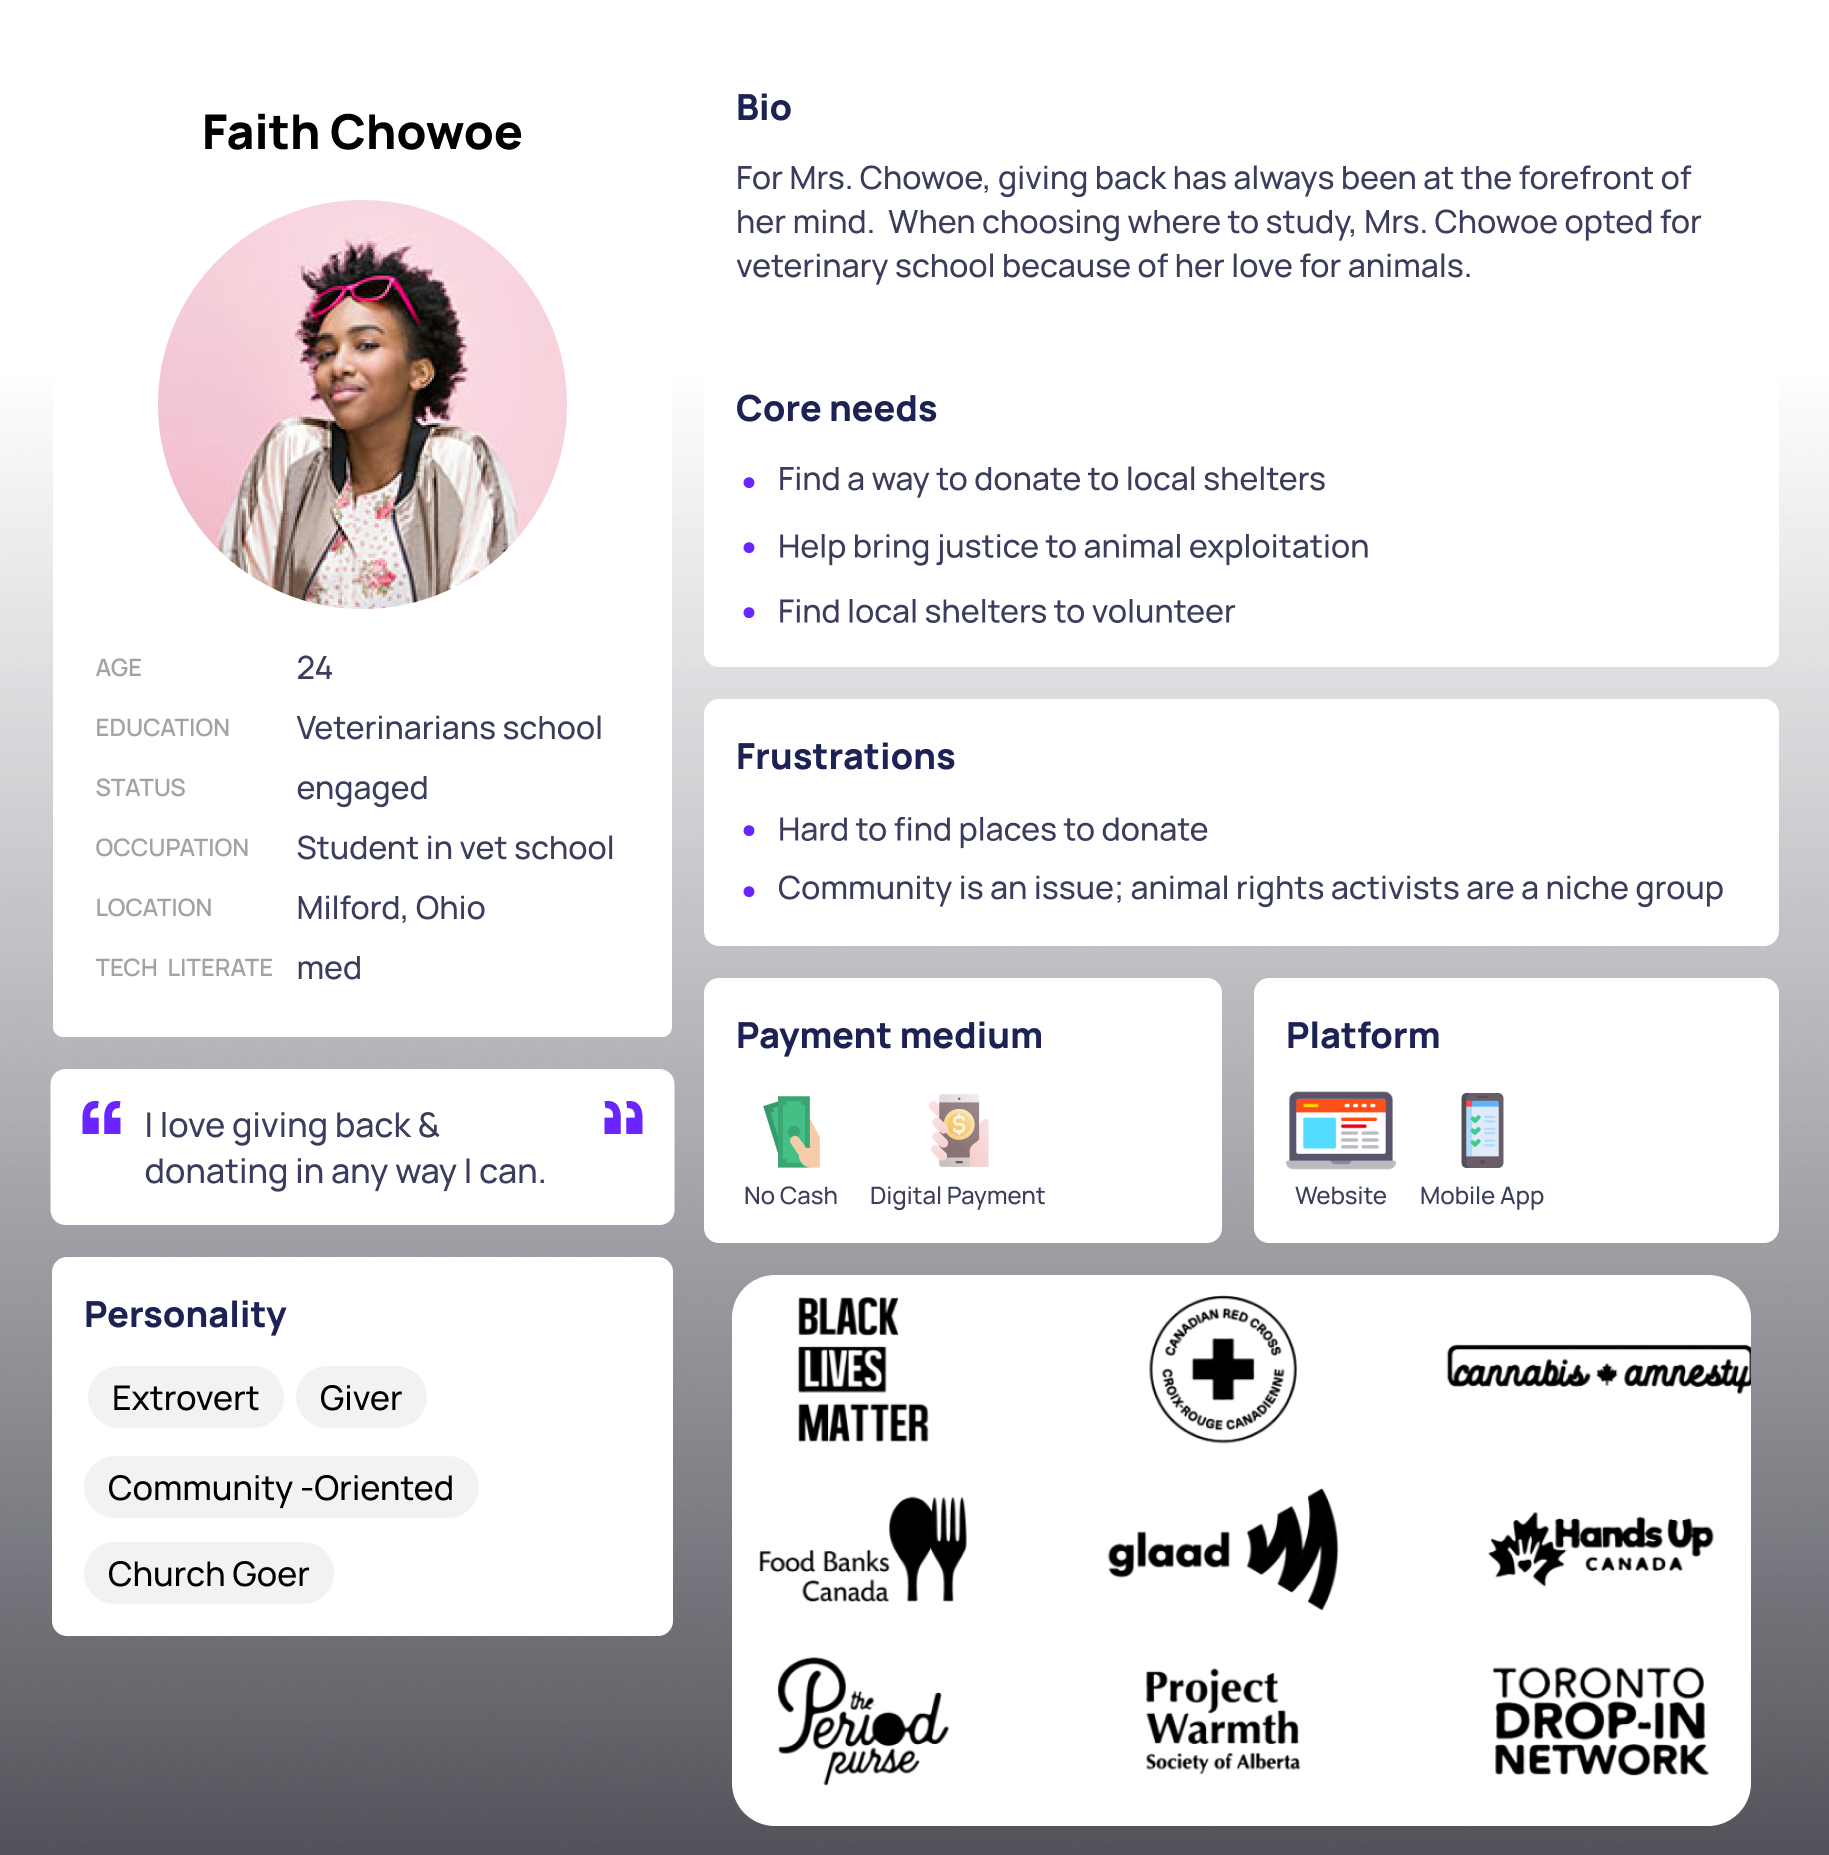 Faith Chowoe
AGE 24
EDUCATION Veterinarians school
STATUS engaged
OCCUPATION Student in vet school
LOCATION Milford, Ohio
TECH LITERATE med
“ I love giving back & ”
donating in any way I can.
Personality
Extrovert Giver
Community -Oriented
Church Goer
Bio
For Mrs. Chowoe, giving back has always been at the forefront of
her mind.  When choosing where to study, Mrs. Chowoe opted for
veterinary school because of her love for animals.
Core needs
• Find a way to donate to local shelters
• Help bring justice to animal exploitation
• Find local shelters to volunteer
Frustrations
• Hard to find places to donate
• Community is an issue; animal rights activists are a niche group
Payment medium
$
No Cash Digital Payment
Platform
Website Mobile App
BLACK
LIVES
MATTER
CANADIAN RED CROSS
CROIX-ROUGE CANADIENNE
cannabis amnesty
Food Banks
Canada
glaad
Hands Up
CANADA
the
Period
purse
Project
Warmth
Society of Alberta
TORONTO
DROP-IN
NETWORK